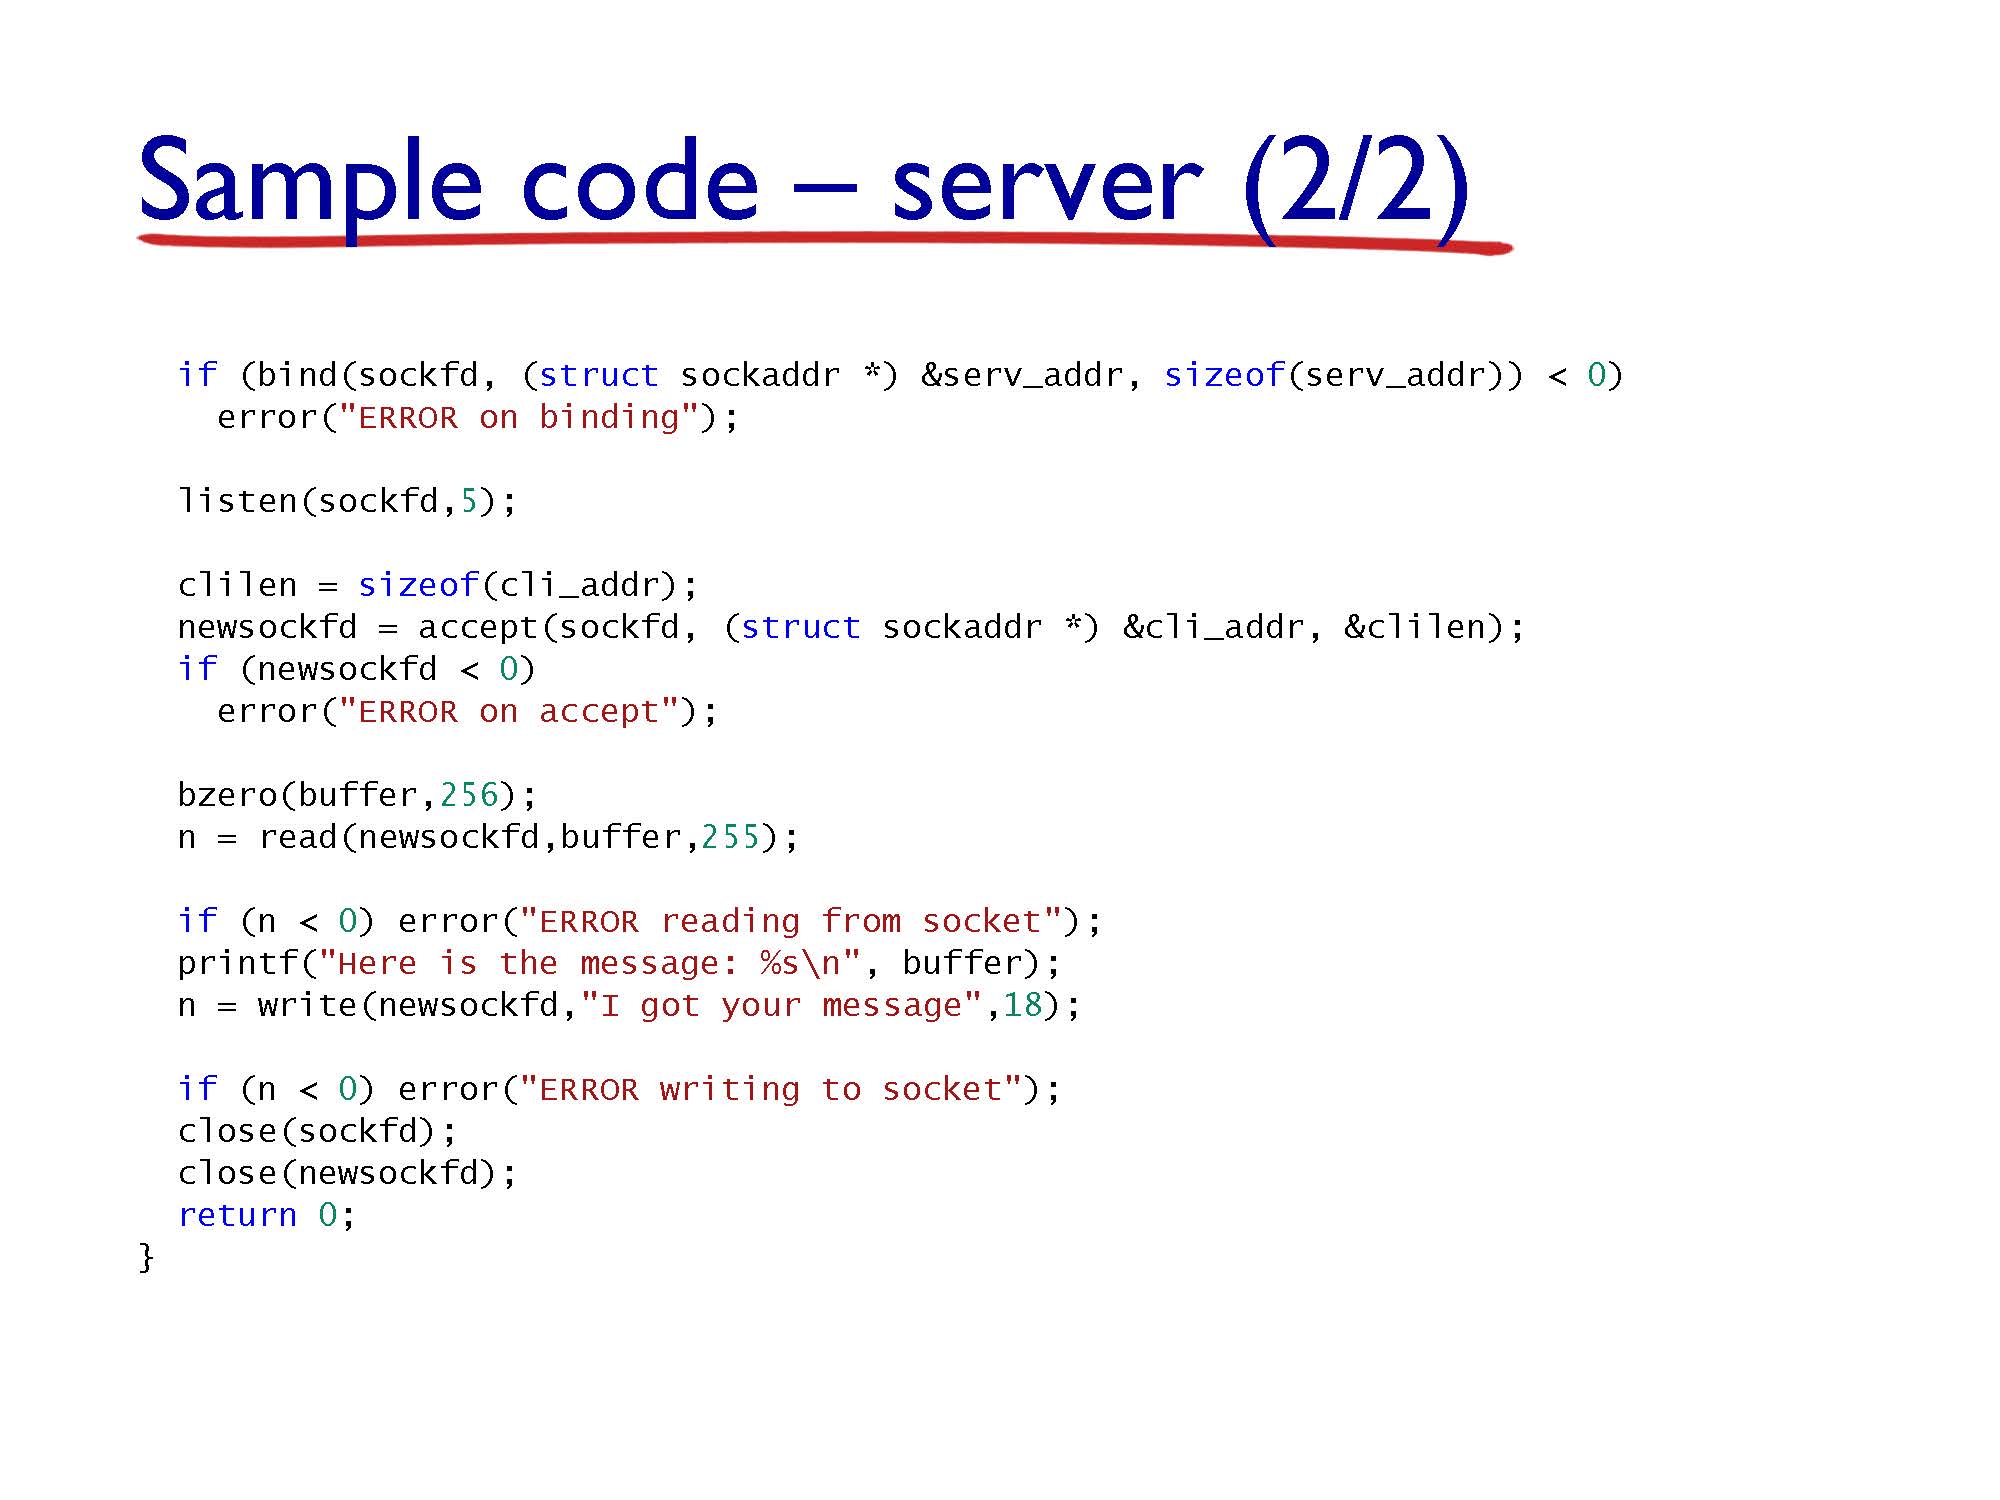 Sample code – server (2/2)
if (bind(sockfd, (struct sockaddr *) &serv_addr, sizeof(serv_addr)) < 0)
error("ERROR on binding");
listen(sockfd,5);
clilen = sizeof(cli_addr);
newsockfd = accept(sockfd, (struct sockaddr *) &cli_addr, &clilen);
if (newsockfd < 0)
error("ERROR on accept");
bzero(buffer,256);
n = read(newsockfd,buffer,255);
if (n < 0) error("ERROR reading from socket");
printf("Here is the message: %s\n", buffer);
n = write(newsockfd,"I got your message",18);
if (n < 0) error("ERROR writing to socket");
close(sockfd);
close(newsockfd);
return 0;
}